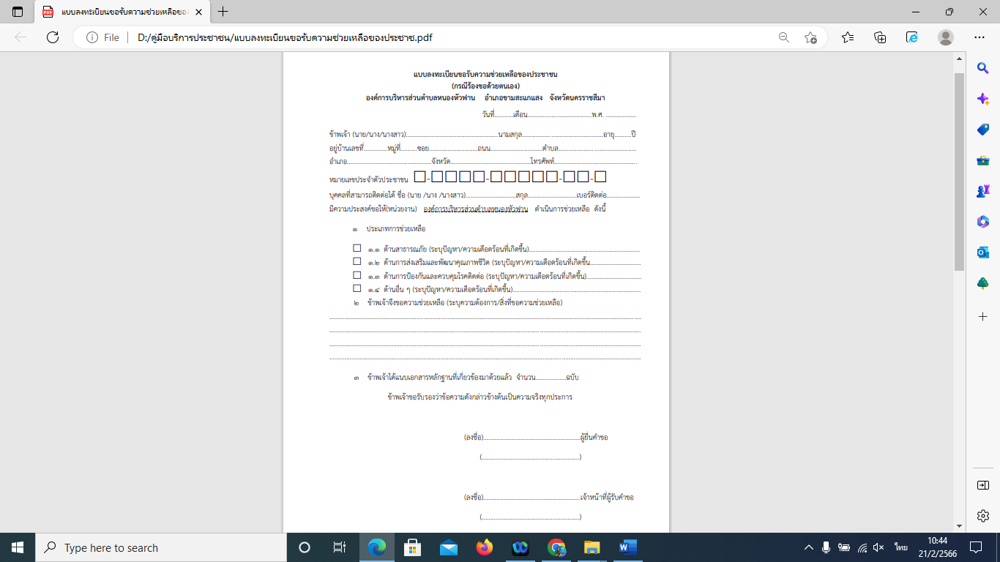 แบบลงทะเบียนขอรับความช่วยเหลือของ
File
D:/คู่มือบริการประชาชน/แบบลงทะเบียนขอรับความช่วยเหลือของประชาช.pdf
แบบลงทะเบียนขอรับความช่วยเหลือของประชาชน
(กรณีร้องขอด้วยตนเอง)
องค์การบริหารส่วนตำบลหนองหัวฟาน อำเภอขามสะแกแสง จังหวัดนครราชสีมา
วันที่...........เดือน......................................พ.ศ. ..................
ข้าพเจ้า (นาย/นาง/นางสาว).......................................................นามสกุล................................................อายุ..........ปี
อยู่บ้านเลขที่..............หมู่ที่..........ซอย.............................ถนน...............................ตำบล..............................................
อำเภอ..................................................จังหวัด...............................................โทรศัพท์.................................................
หมายเลขประจำตัวประชาชน ☐-☐☐☐☐-☐☐☐☐☐-☐☐-☐
บุคคลที่สามารถติดต่อได้ ชื่อ (นาย /นาง /นางสาว)..............................สกุล.............................เบอร์ติดต่อ....................
มีความประสงค์ขอให้(หน่วยงาน) องค์การบริหารส่วนตำบลหนองหัวฟาน ดำเนินการช่วยเหลือ ดังนี้
๑ ประเภทการช่วยเหลือ
☐ ๑.๑ ด้านสาธารณภัย (ระบุปัญหา/ความเดือดร้อนที่เกิดขึ้น).................................................................
☐ ๑.๒ ด้านการส่งเสริมและพัฒนาคุณภาพชีวิต (ระบุปัญหา/ความเดือดร้อนที่เกิดขึ้น..............................
☐ ๑.๓ ด้านการป้องกันและควบคุมโรคติดต่อ (ระบุปัญหา/ความเดือดร้อนที่เกิดขึ้น)................................
☐ ๑.๔ ด้านอื่น ๆ (ระบุปัญหา/ความเดือดร้อนที่เกิดขึ้น)...........................................................................
๒ ข้าพเจ้าจึงขอความช่วยเหลือ (ระบุความต้องการ/สิ่งที่ขอความช่วยเหลือ)
๓ ข้าพเจ้าได้แนบเอกสารหลักฐานที่เกี่ยวข้องมาด้วยแล้ว จำนวน..................ฉบับ
ข้าพเจ้าขอรับรองว่าข้อความดังกล่าวข้างต้นเป็นความจริงทุกประการ
(ลงชื่อ).........................................................ผู้ยื่นคำขอ
(..........................................................)
(ลงชื่อ).........................................................เจ้าหน้าที่ผู้รับคำขอ
(..........................................................)
Type here to search
ไทย
10:44
21/2/2566